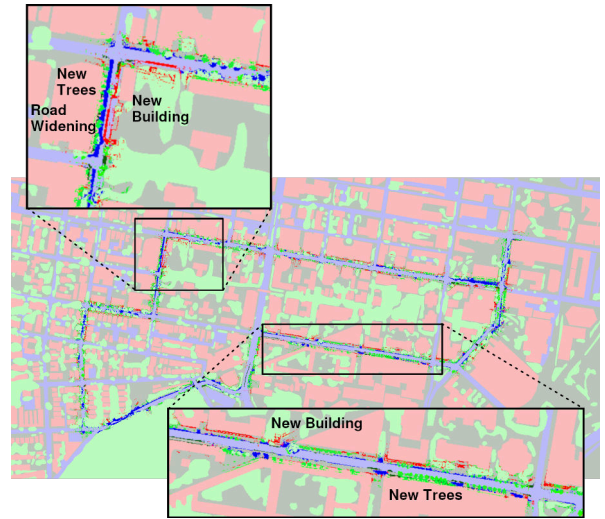 New
Trees
Road
Widening
New
Building
New Building
New Trees